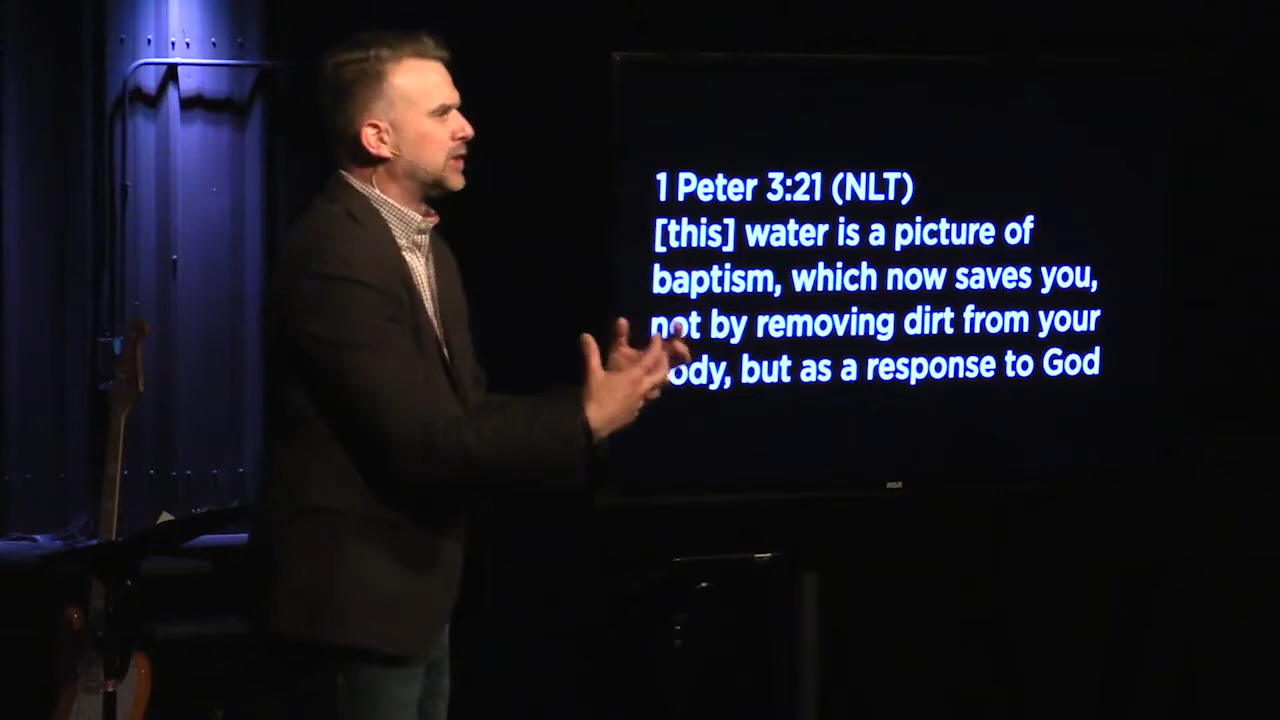 1 Peter 3:21 (NLT)
[this] water is a picture of
baptism, which now saves you,
not by removing dirt from your
body, but as a response to God